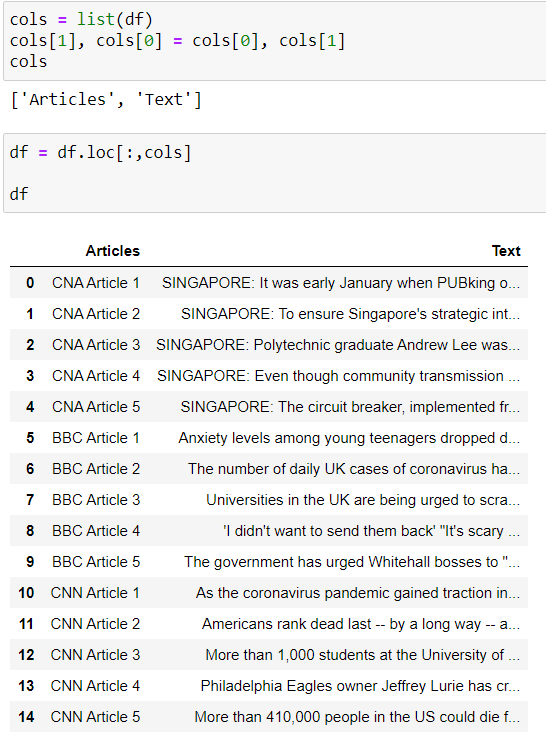 cols = list(df)
cols[1], cols[0] = cols[0], cols[1]
cols
['Articles', 'Text']
df = df.loc[:,cols]
df
Articles Text
0 CNA Article 1 SINGAPORE: It was early January when PUBking o...
1 CNA Article 2 SINGAPORE: To ensure Singapore's strategic int...
2 CNA Article 3 SINGAPORE: Polytechnic graduate Andrew Lee was...
3 CNA Article 4 SINGAPORE: Even though community transmission ...
4 CNA Article 5 SINGAPORE: The circuit breaker, implemented fr...
5 BBC Article 1 Anxiety levels among young teenagers dropped d...
6 BBC Article 2 The number of daily UK cases of coronavirus ha...
7 BBC Article 3 Universities in the UK are being urged to scra...
8 BBC Article 4 'I didn't want to send them back' "It's scary ...
9 BBC Article 5 The government has urged Whitehall bosses to "...
10 CNN Article 1 As the coronavirus pandemic gained traction in...
11 CNN Article 2 Americans rank dead last -- by a long way -- a...
12 CNN Article 3 More than 1,000 students at the University of ...
13 CNN Article 4 Philadelphia Eagles owner Jeffrey Lurie has cr...
14 CNN Article 5 More than 410,000 people in the US could die f...